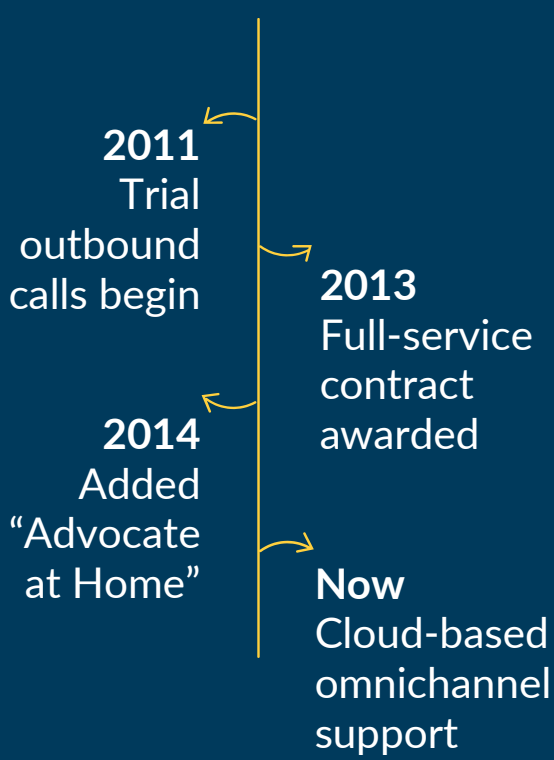 2011
Trial
outbound
calls begin
2013
Full-service
contract
awarded
2014
Added
“Advocate
at Home”
Now
Cloud-based
omnichannel
support